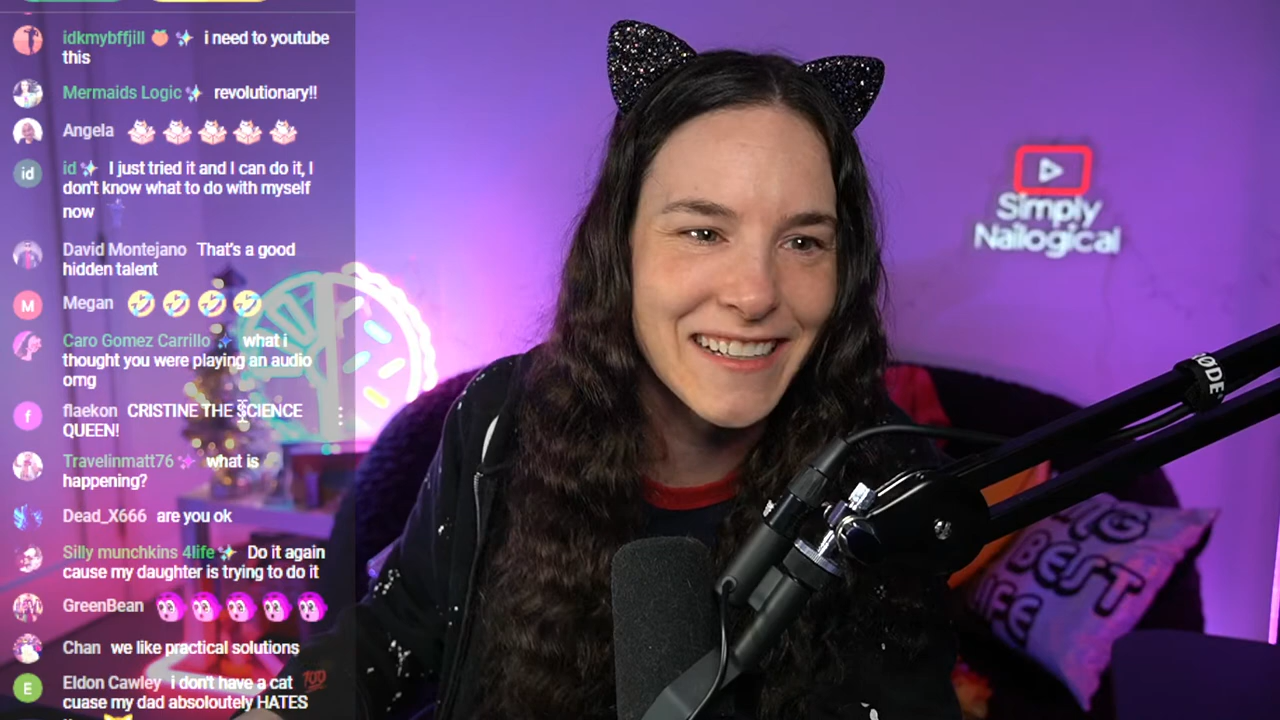 idkmybffjill i need to youtube
this
Mermaids Logic revolutionary!!
Angela
id
id I just tried it and I can do it, I
don't know what to do with myself
now
David Montejano That's a good
hidden talent
M
Megan
Caro Gomez Carrillo what i
thought you were playing an audio
omg
f
flaekon CRISTINE THE SCIENCE
QUEEN!
Travelinmatt76 what is
happening?
Dead_X666 are you ok
Silly munchkins 4life Do it again
cause my daughter is trying to do it
GreenBean
Chan we like practical solutions
E
Eldon Cawley i don't have a cat 100
cuase my dad absoloutely HATES
Simply
Nailogical
RØDE
BEST